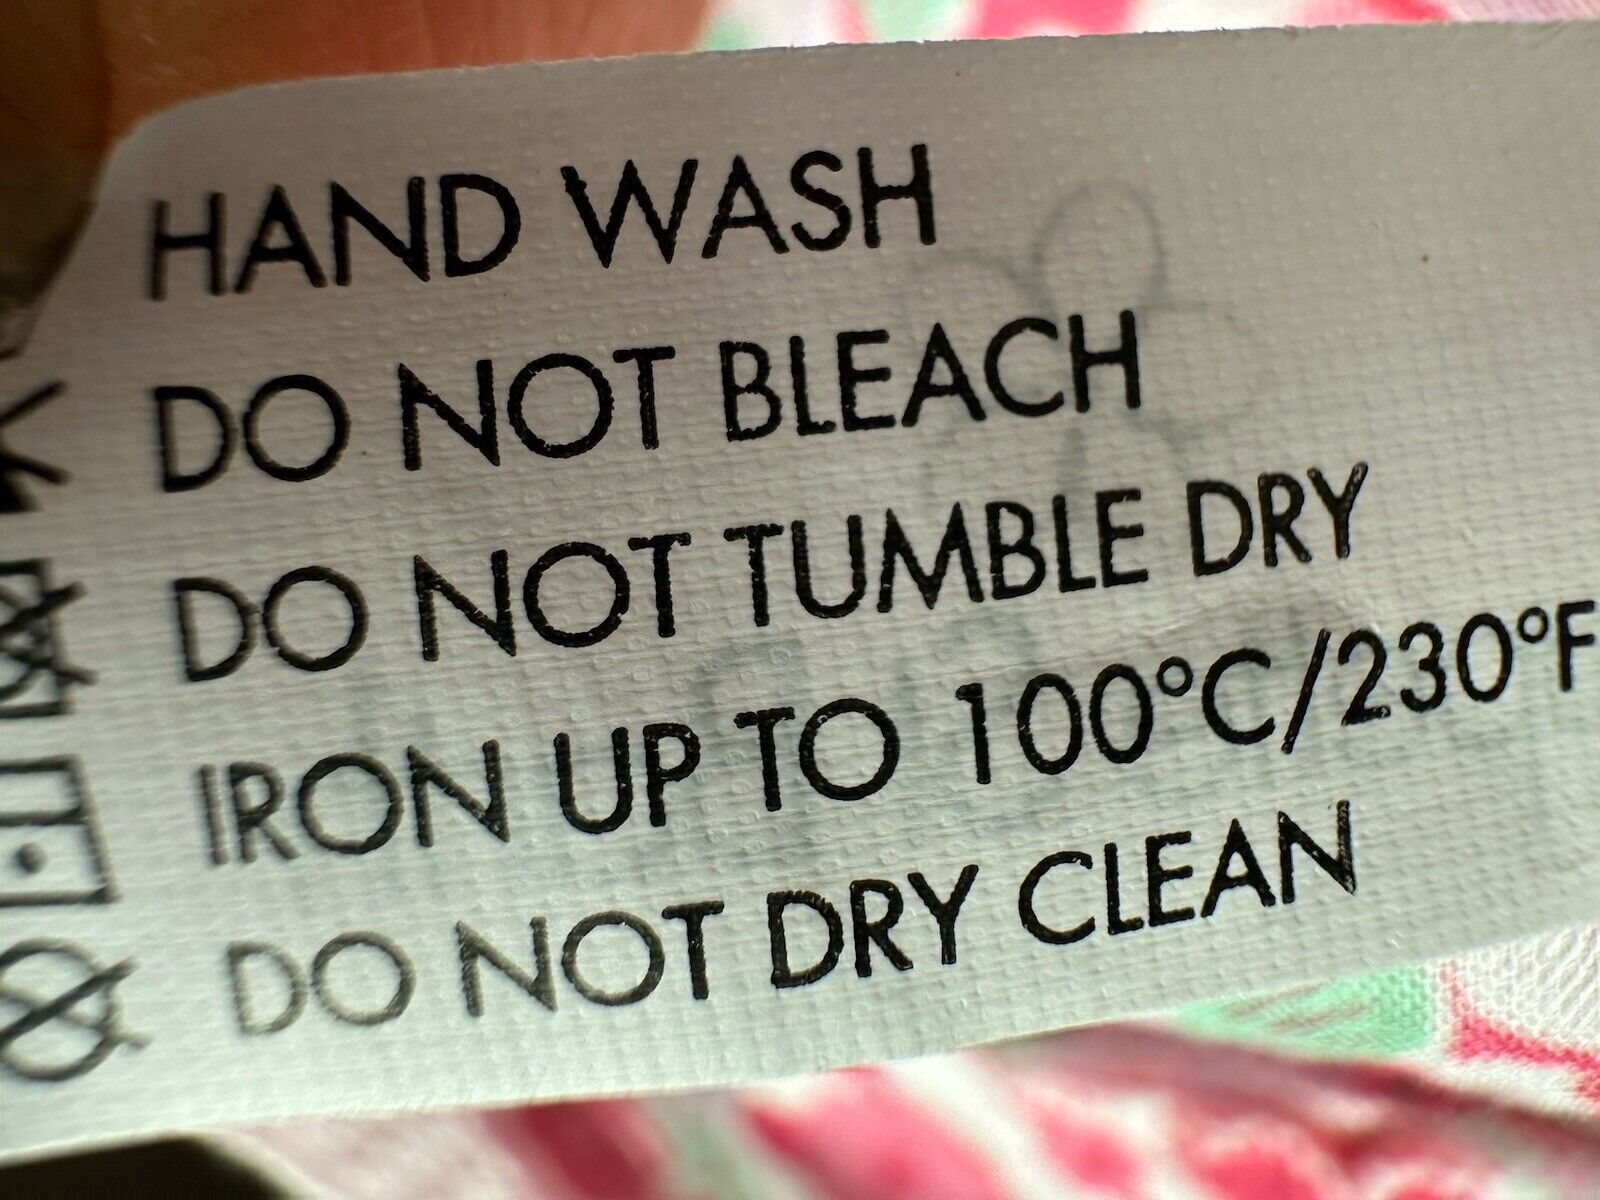 HAND WASH
DO NOT BLEACH
DO NOT TUMBLE DRY
IRON UP TO 100°C/230°F
DO NOT DRY CLEAN